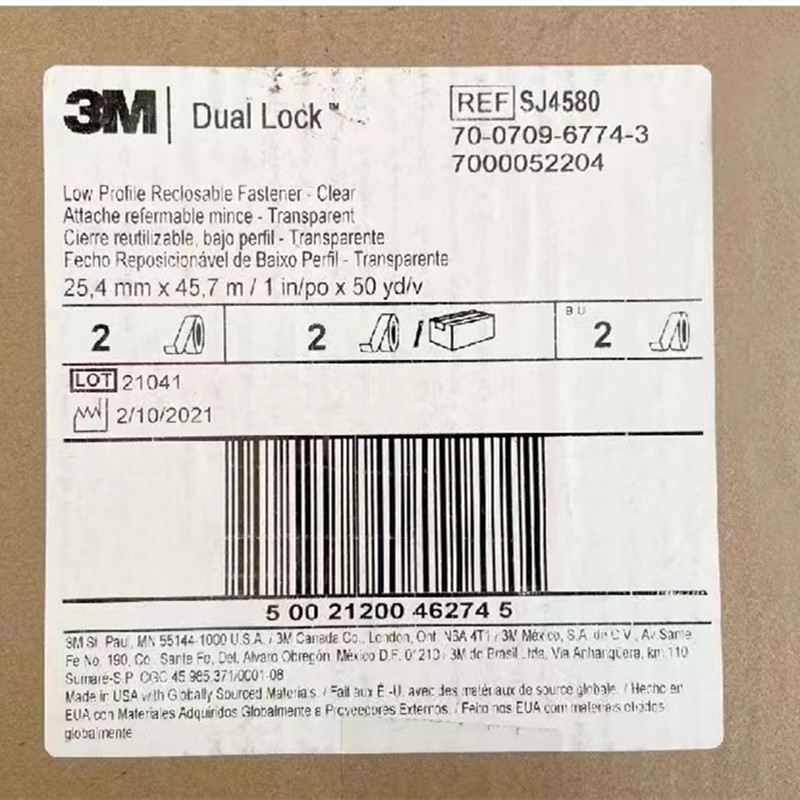 3M | Dual Lock™
REF SJ4580
70-0709-6774-3
7000052204
Low Profile Reclosable Fastener - Clear
Attache refermable mince - Transparent
Cierre reutilizable, bajo perfil - Transparente
Fecho Reposicionável de Baixo Perfil - Transparente
25,4 mm x 45,7 m / 1 in/po x 50 yd/v
2 2 / B U 2
LOT 21041
2/10/2021
5 00 21200 46274 5
3M St. Paul, MN 55144-1000 U.S.A. / 3M Canada Co., London, Ont. N6A 4T1 / 3M México, S.A. de C.V., Av. Santa
Fe No. 190, Co. Santa Fe, Del. Alvaro Obregón, México D.F. 01210 / 3M do Brasil Ltda, Via Anhanguera, km 110
Sumaré-S.P. CGC 45.985.371/0001-08
Made in USA with Globally Sourced Materials. / Fait aux É.-U. avec des matériaux de source globale. / Hecho en
EUA con Materiales Adquiridos Globalmente a Proveedores Externos. / Feito nos EUA com materiais obtidos
globalmente